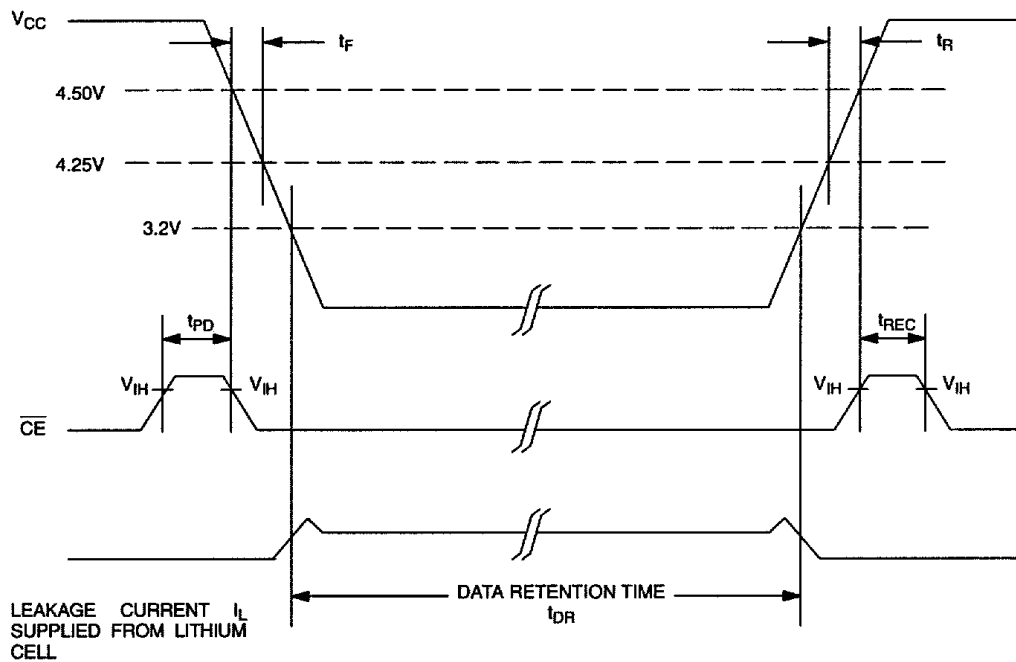 VCC
tF
tR
4.50V
4.25V
3.2V
tPD
tREC
VIH
VIH
VIH
VIH
CE
DATA RETENTION TIME
tDR
LEAKAGE CURRENT IL
SUPPLIED FROM LITHIUM
CELL